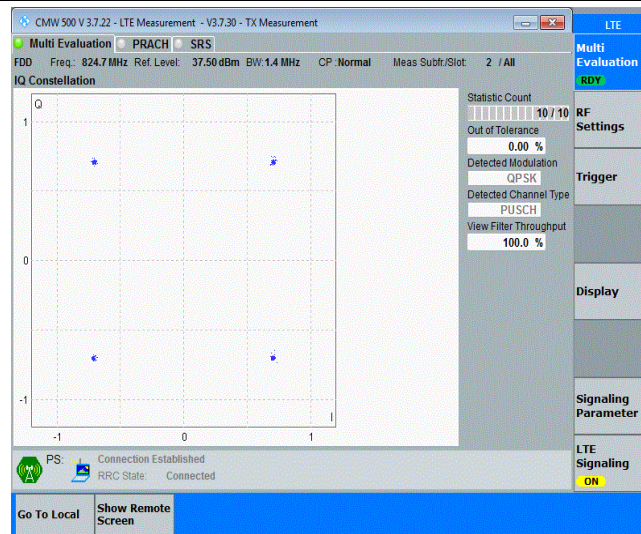 CMW 500 V 3.7.22 - LTE Measurement - V3.7.30 - TX Measurement
LTE
Multi Evaluation PRACH SRS
FDD Freq.: 824.7 MHz Ref. Level: 37.50 dBm BW: 1.4 MHz CP : Normal Meas Subfr./Slot: 2 / All
IQ Constellation
Q
1
0
-1
-1
0
1
I
Statistic Count
10 / 10
Out of Tolerance
0.00 %
Detected Modulation
QPSK
Detected Channel Type
PUSCH
View Filter Throughput
100.0 %
Multi
Evaluation
RDY
RF
Settings
Trigger
Display
Signaling
Parameter
LTE
Signaling
ON
PS: Connection Established
RRC State: Connected
Go To Local
Show Remote
Screen